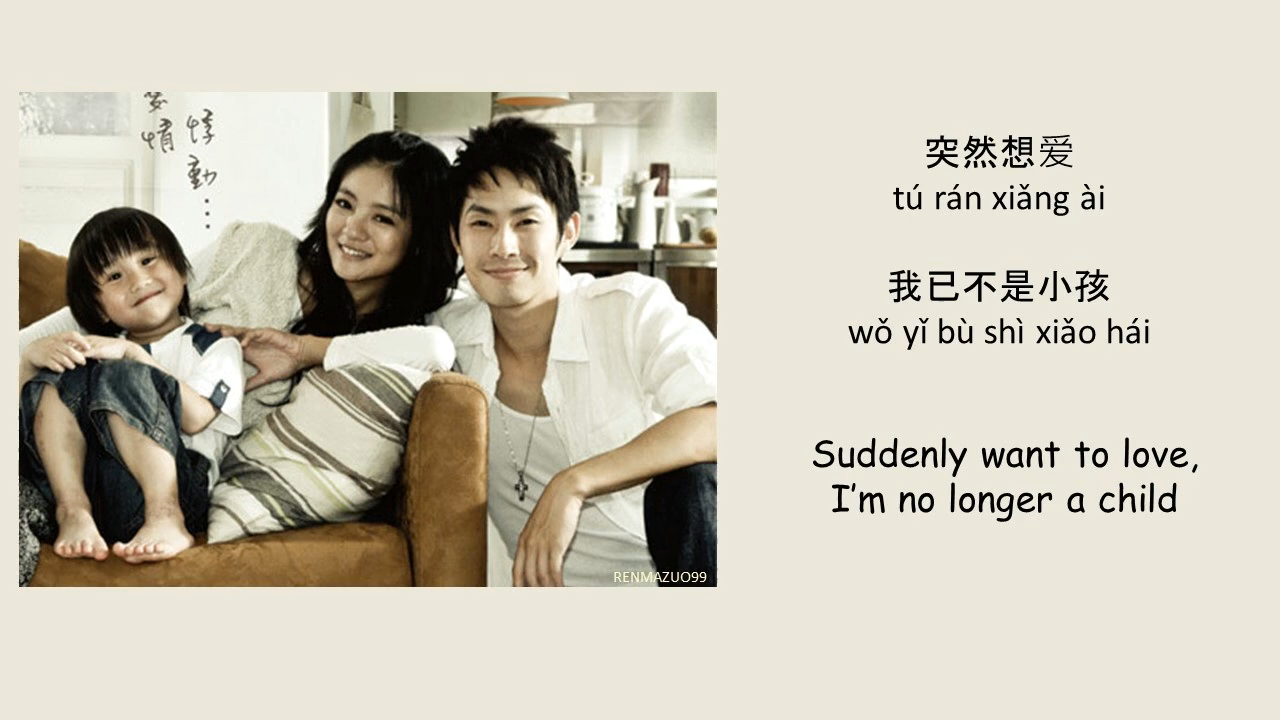 愛情
悸動...
RENMAZUO99
突然想爱
tú rán xiǎng ài
我已不是小孩
wǒ yǐ bù shì xiǎo hái
Suddenly want to love,
I'm no longer a child